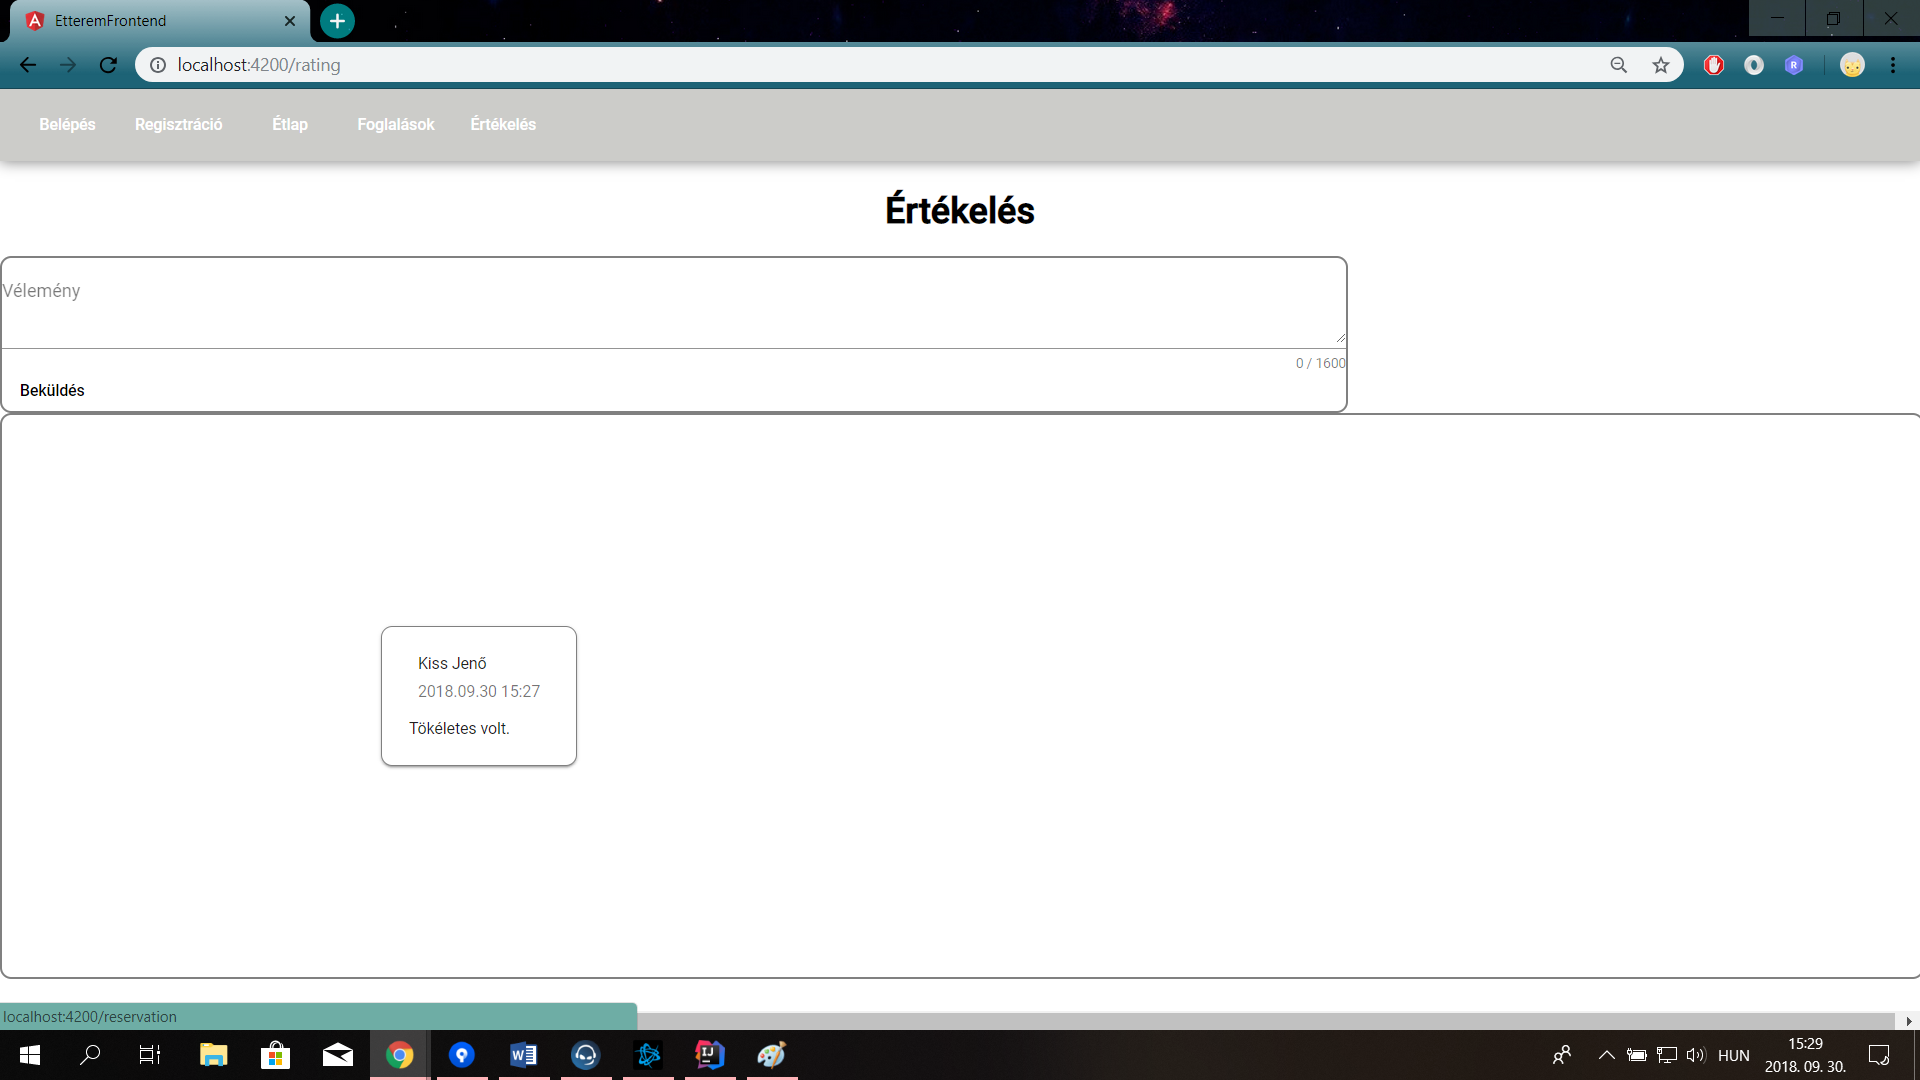 EtteremFrontend
localhost:4200/rating
Belépés Regisztráció Étlap Foglalások Értékelés
Értékelés
Vélemény
0 / 1600
Beküldés
Kiss Jenő
2018.09.30 15:27
Tökéletes volt.
localhost:4200/reservation
HUN
15:29
2018. 09. 30.